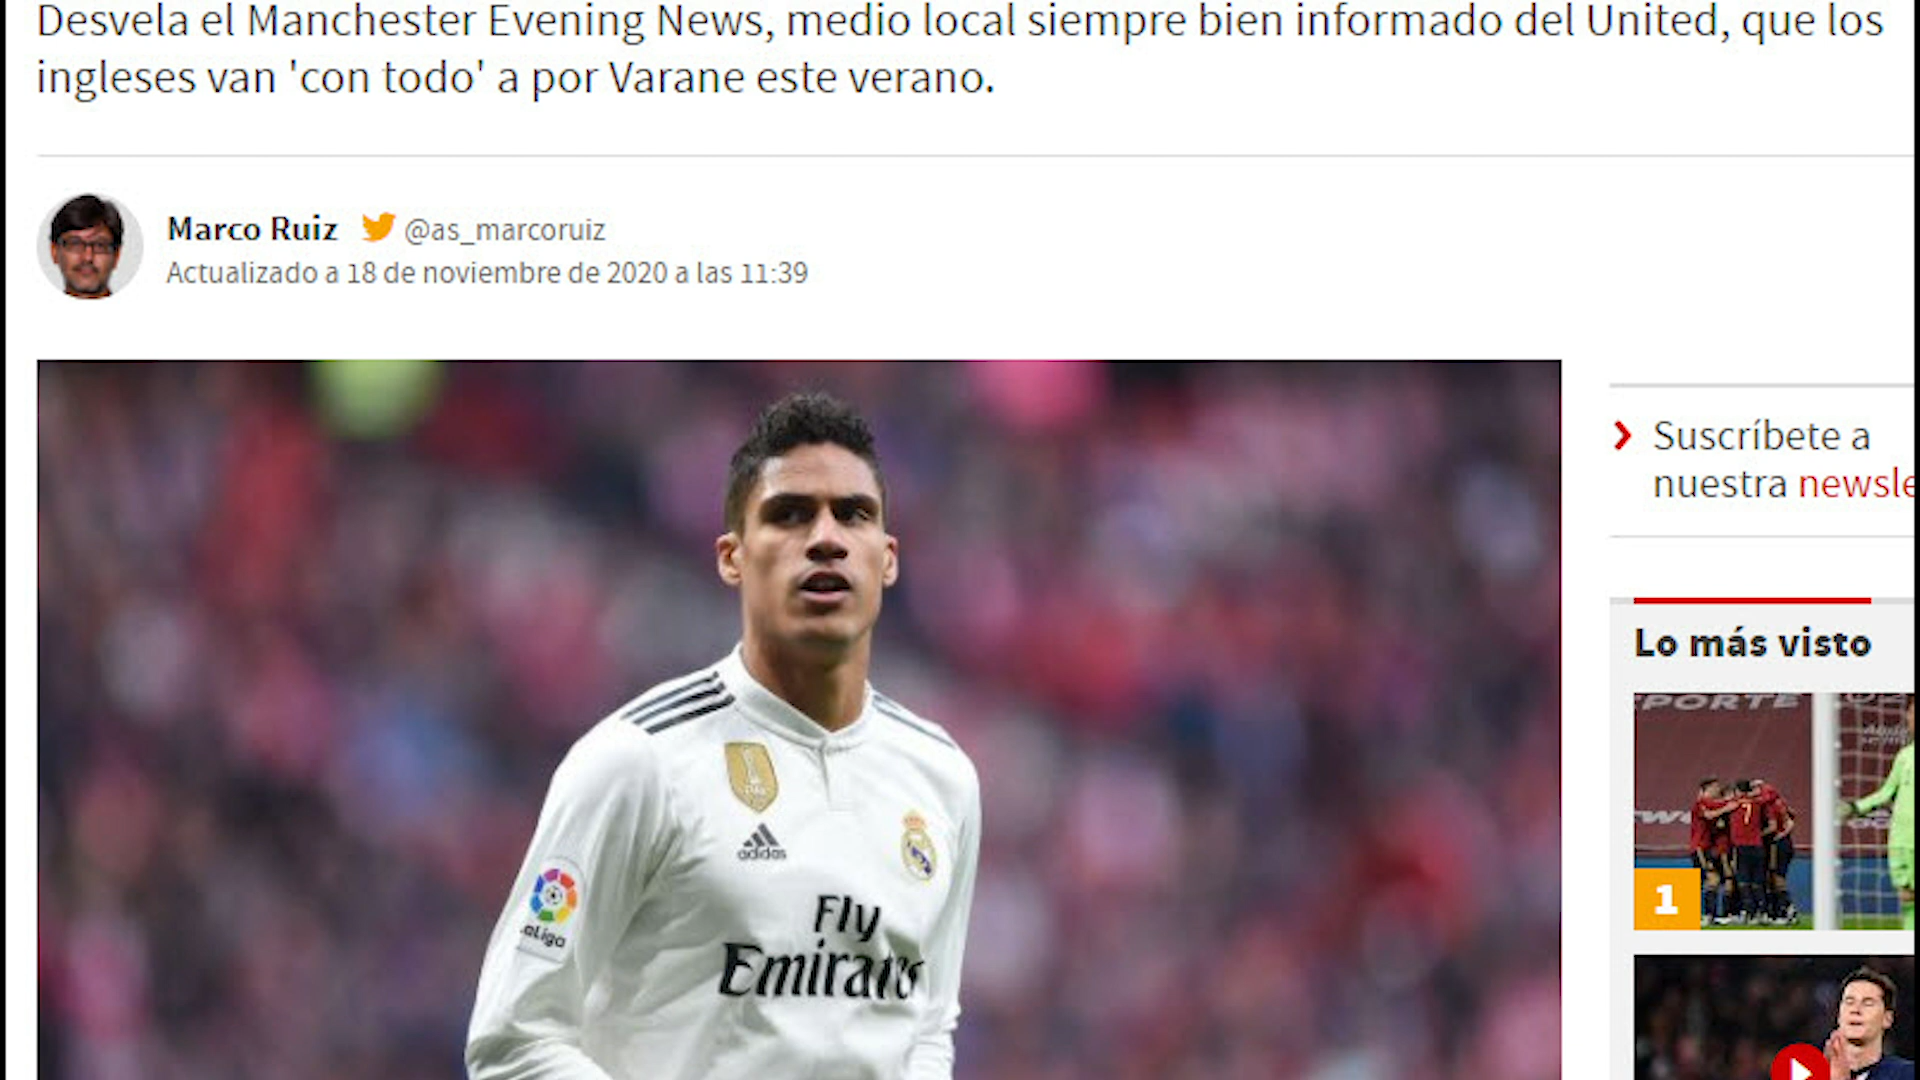 Desvela el Manchester Evening News, medio local siempre bien informado del United, que los
ingleses van 'con todo' a por Varane este verano.
Marco Ruiz @as_marcoruiz
Actualizado a 18 de noviembre de 2020 a las 11:39
Suscríbete a
nuestra newsle
Lo más visto
PORTE
1
7
adidas
aLiga
Fly
Emirates